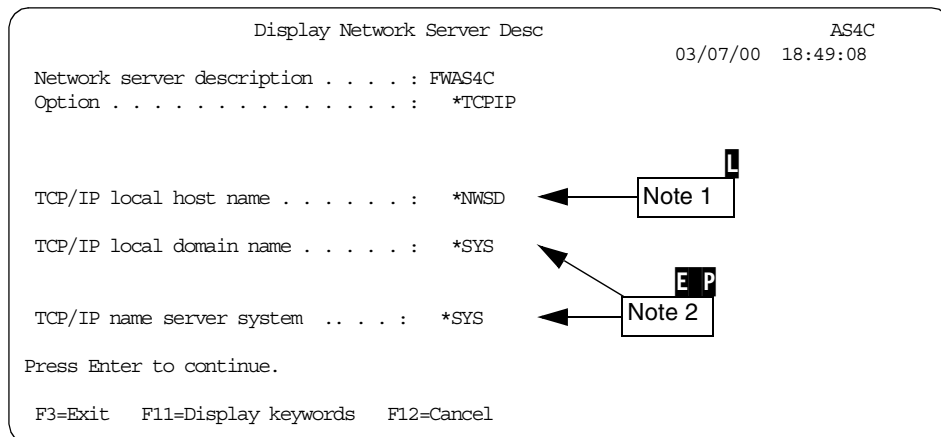 Display Network Server Desc AS4C
03/07/00 18:49:08
Network server description . . . . : FWAS4C
Option . . . . . . . . . . . . . . : *TCPIP
L
TCP/IP local host name . . . . . . : *NWSD
Note 1
TCP/IP local domain name . . . . . : *SYS
E P
TCP/IP name server system .. . . : *SYS
Note 2
Press Enter to continue.
F3=Exit F11=Display keywords F12=Cancel